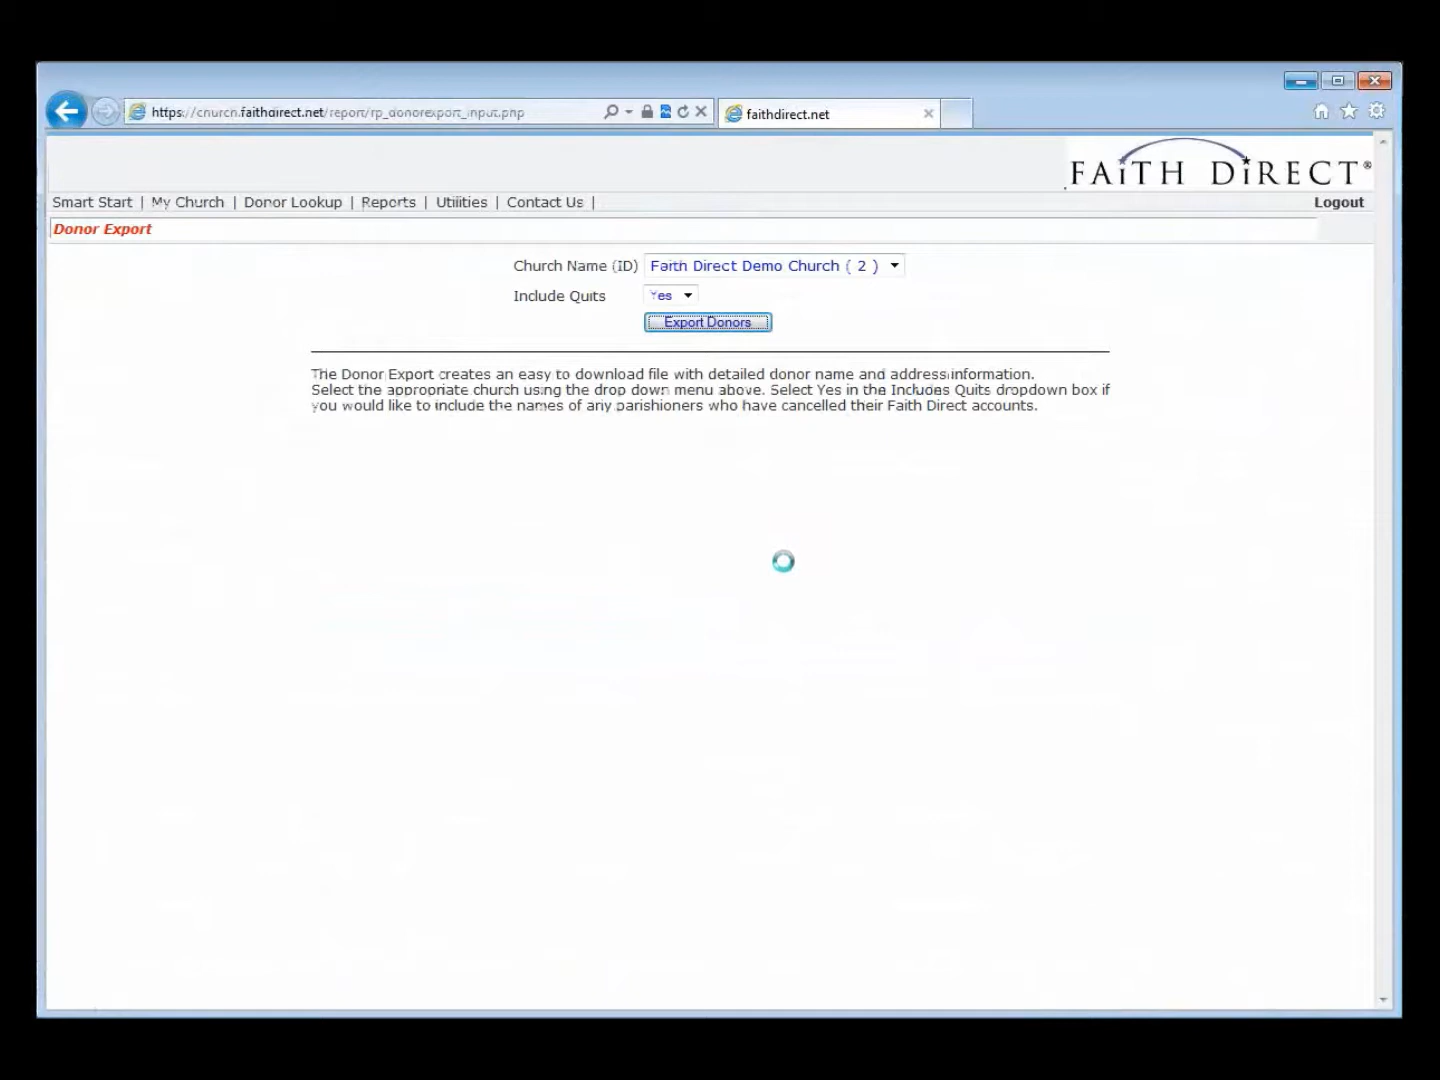 https://church.faithdirect.net/report/rp_donorexport_input.php
faithdirect.net
FAITH DIRECT®
Smart Start | My Church | Donor Lookup | Reports | Utilities | Contact Us |
Logout
Donor Export
Church Name (ID) Faith Direct Demo Church ( 2 )
Include Quits Yes
Export Donors
The Donor Export creates an easy to download file with detailed donor name and address information.
Select the appropriate church using the drop down menu above. Select Yes in the Includes Quits dropdown box if
you would like to include the names of any parishioners who have cancelled their Faith Direct accounts.